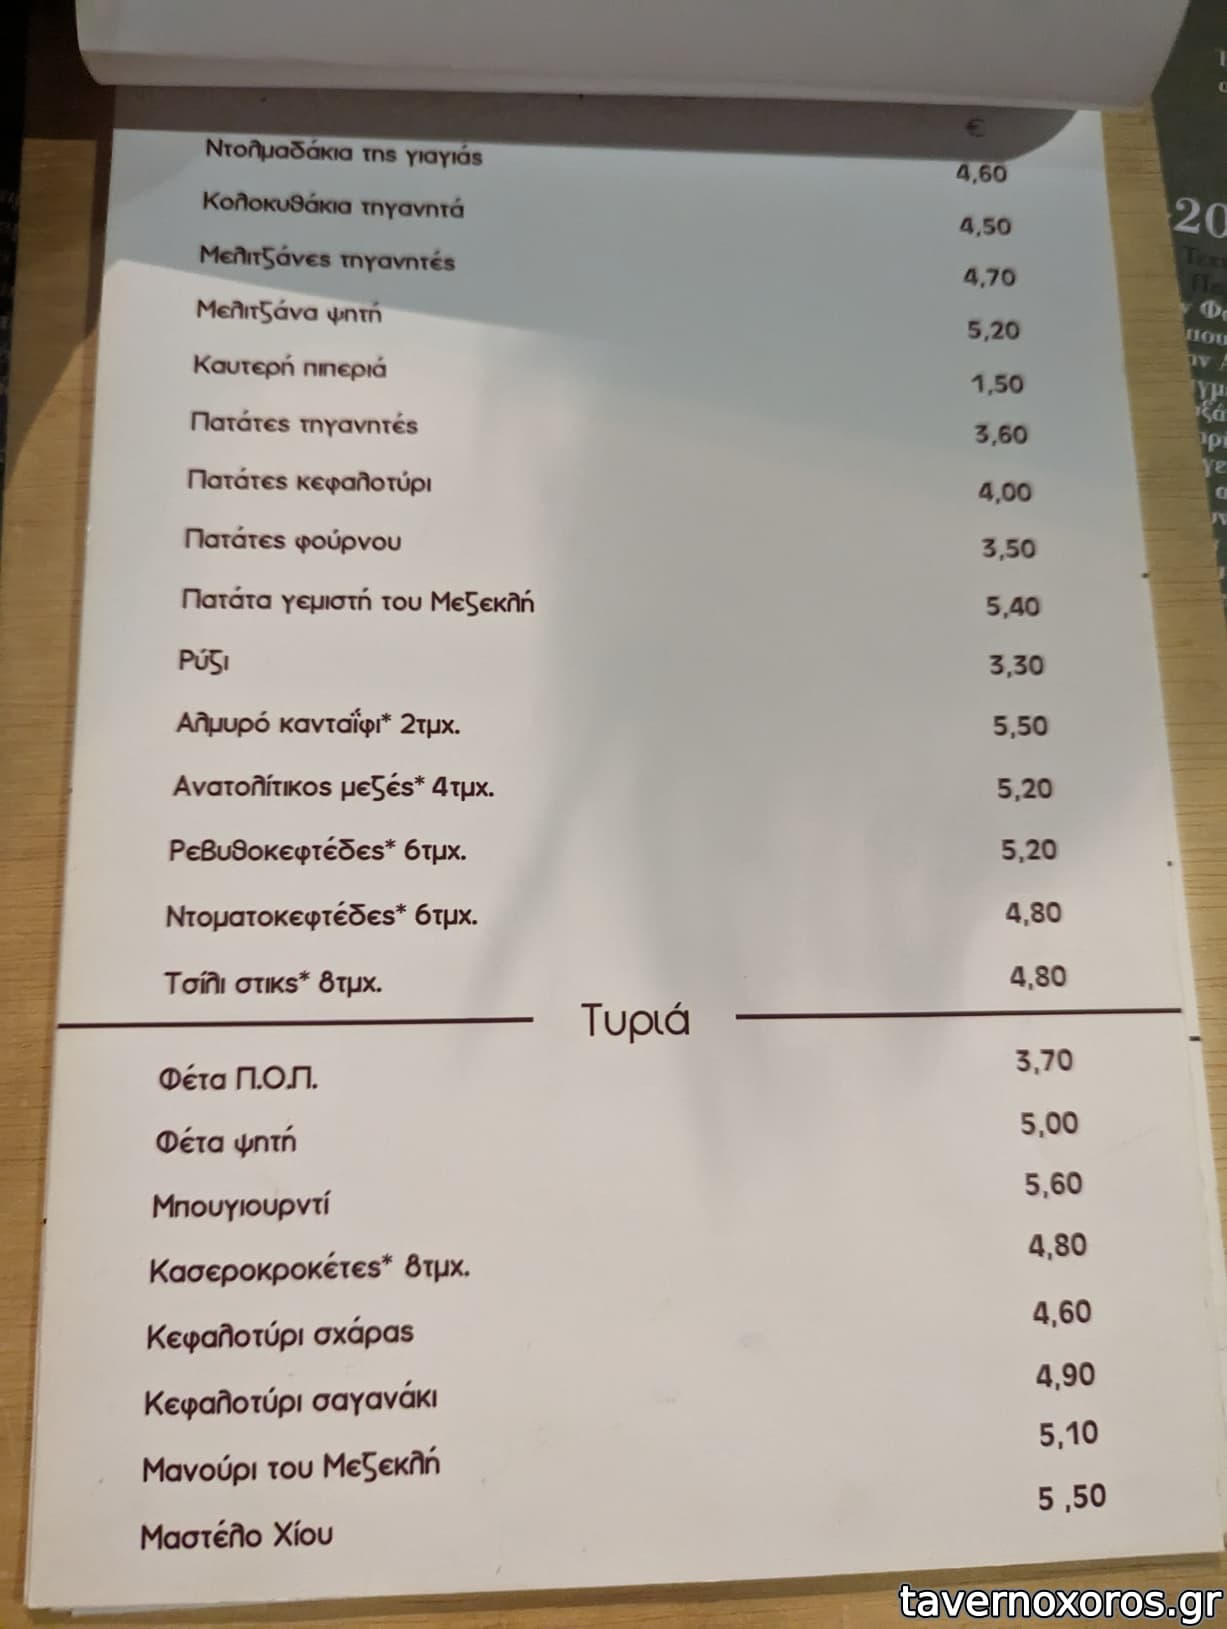 €
Ντολμαδάκια της γιαγιάς 4,60
Κολοκυθάκια τηγανητά 4,50
Μελιτζάνες τηγανητές 4,70
Μελιτζάνα ψητή 5,20
Καυτερή πιπεριά 1,50
Πατάτες τηγανητές 3,60
Πατάτες κεφαλοτύρι 4,00
Πατάτες φούρνου 3,50
Πατάτα γεμιστή του Μεζεκλή 5,40
Ρύζι 3,30
Αλμυρό κανταΐφι* 2τμχ. 5,50
Ανατολίτικος μεζές* 4τμχ. 5,20
Ρεβυθοκεφτέδες* 6τμχ. 5,20
Ντοματοκεφτέδες* 6τμχ. 4,80
Τσίλι στικς* 8τμχ. 4,80
Τυριά
Φέτα Π.Ο.Π. 3,70
Φέτα ψητή 5,00
Μπουγιουρντί 5,60
Κασεροκροκέτες* 8τμχ. 4,80
Κεφαλοτύρι σχάρας 4,60
Κεφαλοτύρι σαγανάκι 4,90
Μανούρι του Μεζεκλή 5,10
Μαστέλο Χίου 5 ,50
20
tavernoxoros.gr